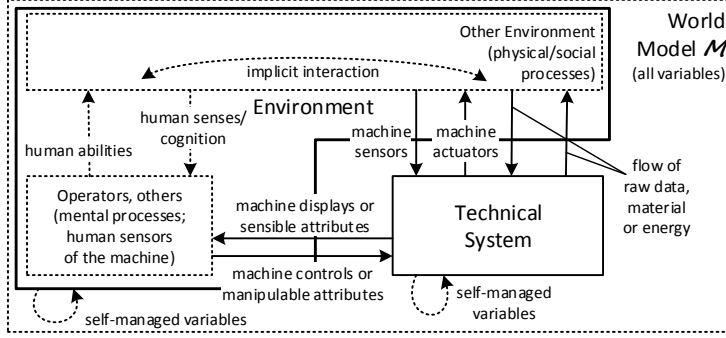 World
Model M
(all variables)
Other Environment
(physical/social
processes)
implicit interaction
Environment
human senses/
cognition
human abilities
machine
sensors
machine
actuators
flow of
raw data,
material
or energy
Operators, others
(mental processes;
human sensors
of the machine)
machine displays or
sensible attributes
machine controls or
manipulable attributes
Technical
System
self-managed variables
self-managed
variables